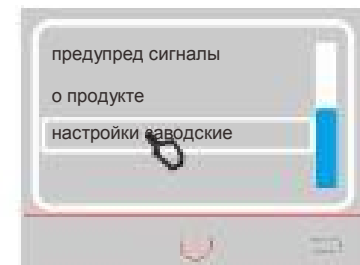 предупред сигналы
о продукте
настройки заводские